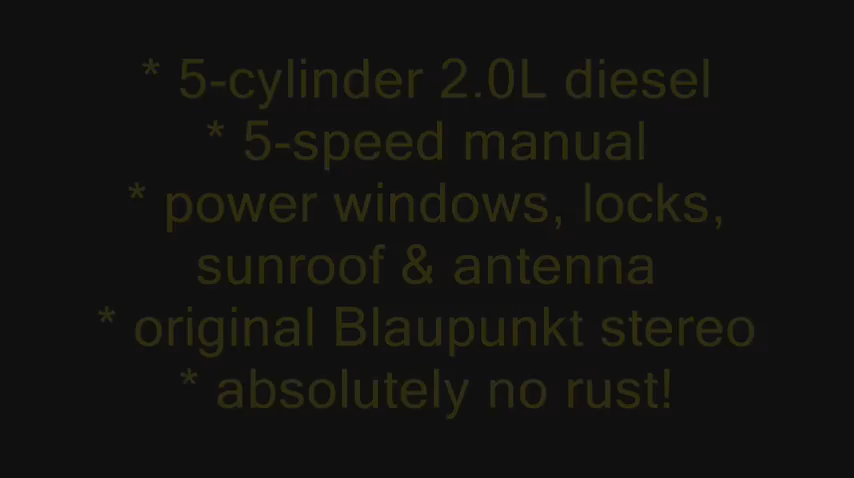 * 5-cylinder 2.0L diesel
* 5-speed manual
* power windows, locks,
sunroof & antenna
* original Blaupunkt stereo
* absolutely no rust!